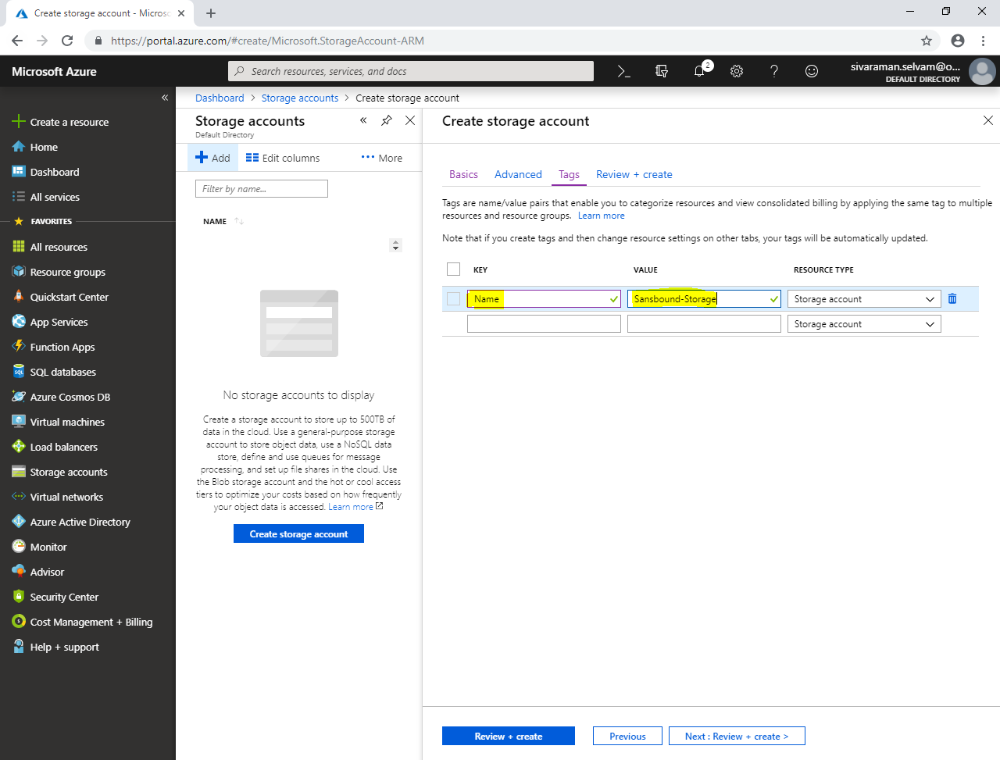 Create storage account - Micros
https://portal.azure.com/#create/Microsoft.StorageAccount-ARM
Microsoft Azure
Search resources, services, and docs
2
sivaraman.selvam@o...
DEFAULT DIRECTORY
Create a resource
Home
Dashboard
All services
FAVORITES
All resources
Resource groups
Quickstart Center
App Services
Function Apps
SQL databases
Azure Cosmos DB
Virtual machines
Load balancers
Storage accounts
Virtual networks
Azure Active Directory
Monitor
Advisor
Security Center
Cost Management + Billing
Help + support
Dashboard > Storage accounts > Create storage account
Storage accounts
Default Directory
Add
Edit columns
More
Filter by name...
NAME
No storage accounts to display
Create a storage account to store up to 500TB of
data in the cloud. Use a general-purpose storage
account to store object data, use a NoSQL data
store, define and use queues for message
processing, and set up file shares in the cloud. Use
the Blob storage account and the hot or cool access
tiers to optimize your costs based on how frequently
your object data is accessed. Learn more
Create storage account
Create storage account
Basics
Advanced
Tags
Review + create
Tags are name/value pairs that enable you to categorize resources and view consolidated billing by applying the same tag to multiple
resources and resource groups. Learn more
Note that if you create tags and then change resource settings on other tabs, your tags will be automatically updated.
KEY VALUE RESOURCE TYPE
Name Sansbound-Storage Storage account
Storage account
Review + create
Previous
Next : Review + create >